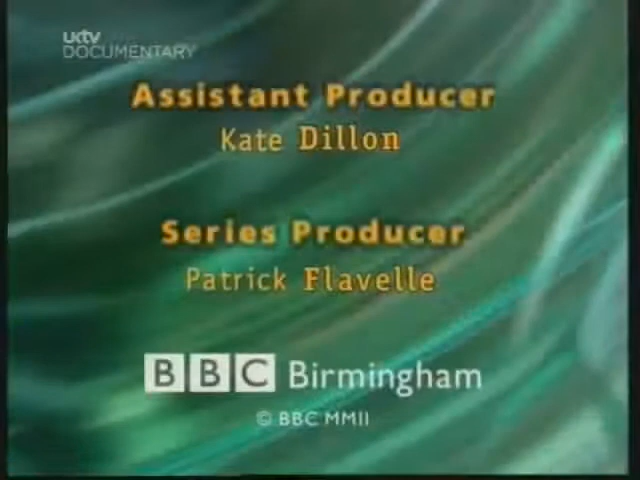 uktv
DOCUMENTARY
Assistant Producer
Kate Dillon
Series Producer
Patrick Flavelle
BBC Birmingham
© BBC MMII